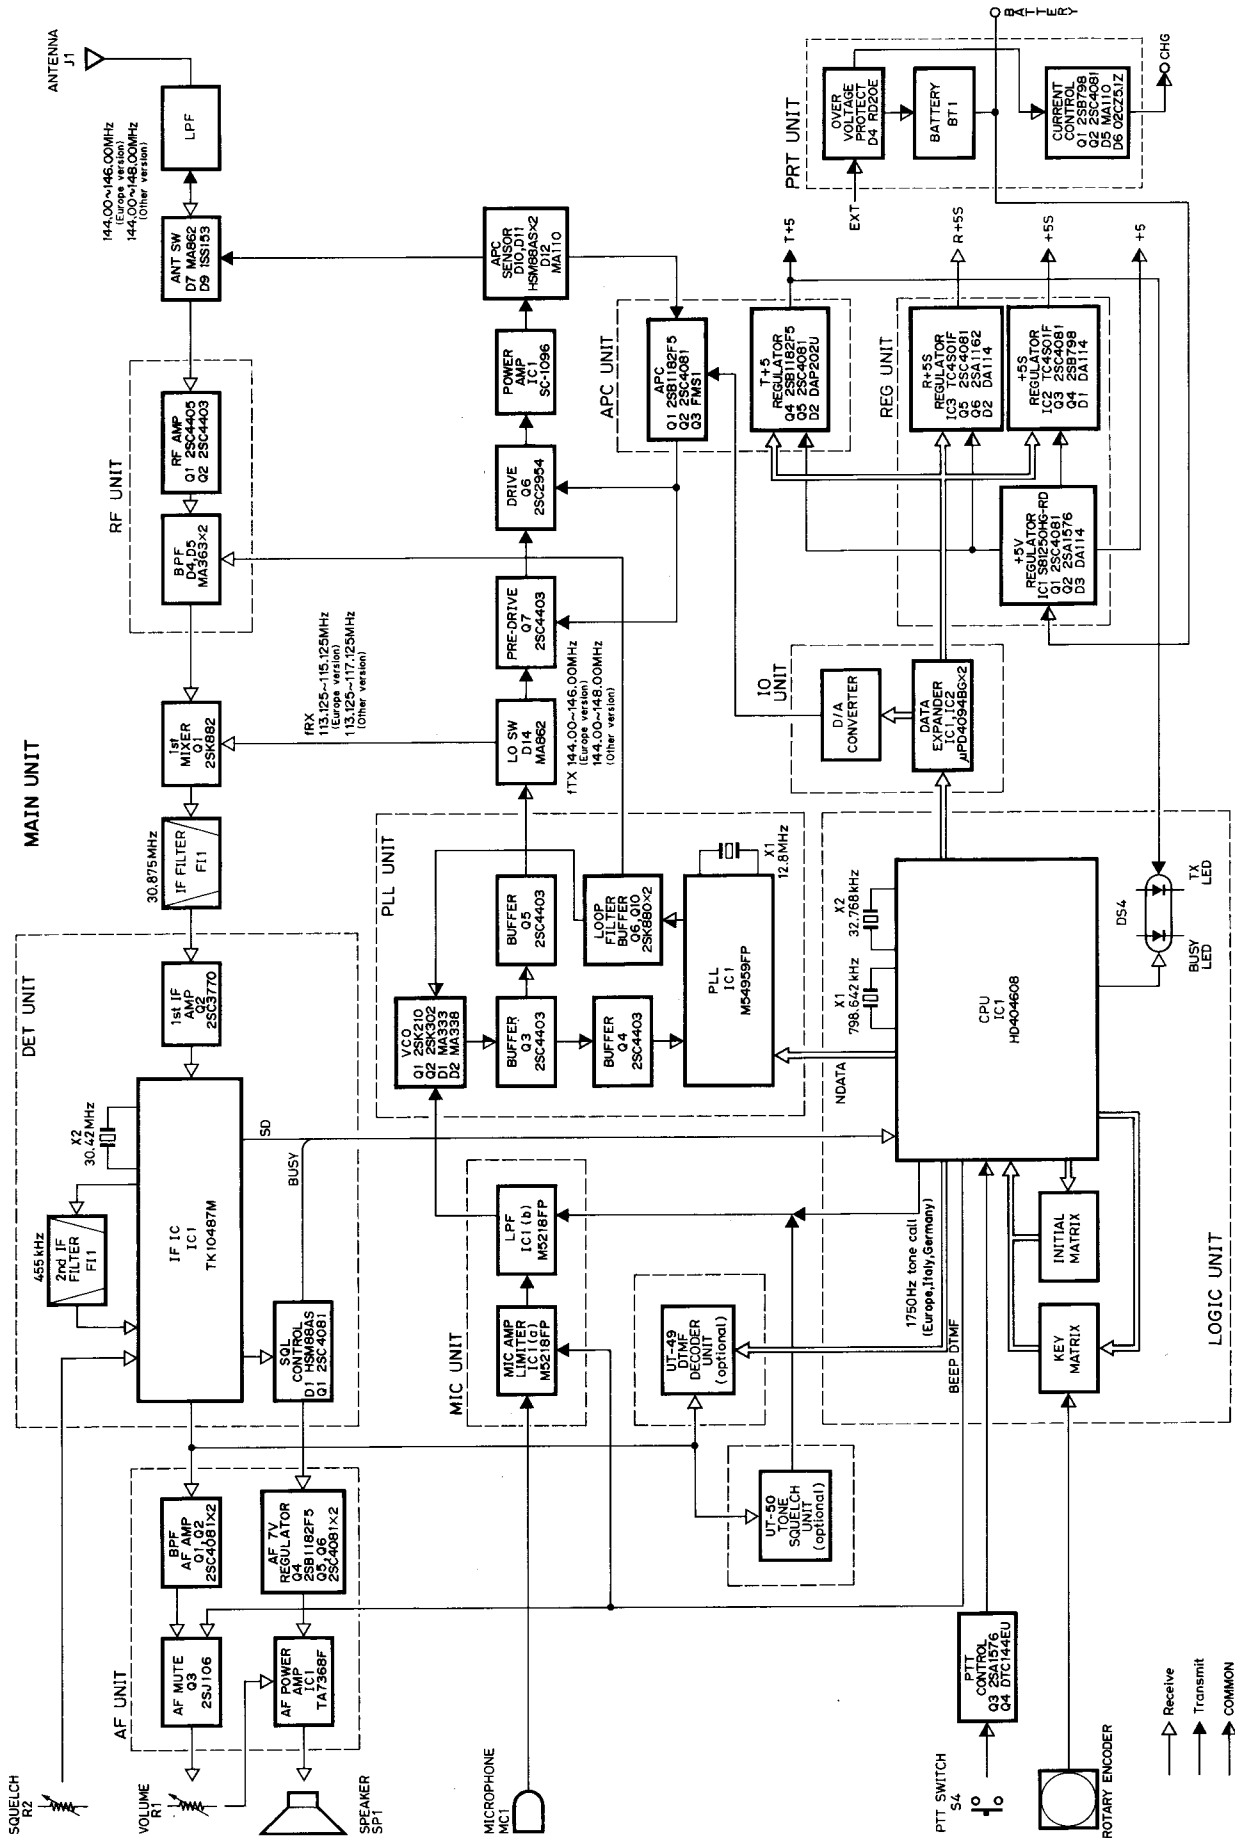 MAIN UNIT
ANTENNA
J1
LPF
144.00~146.00MHz
(Europe version)
144.00~148.00MHz
(Other version)
ANT SW
D7 MA862
D9 1SS153
RF UNIT
RF AMP
Q1 2SC4405
Q2 2SC4403
BPF
D4,D5
MA363×2
1st
MIXER
Q1
2SK882
30.875MHz
IF FILTER
FI1
DET UNIT
1st IF
AMP
Q2
2SC3770
X2
30.42MHz
455kHz
2nd IF
FILTER
FI1
IF IC
IC1
TK10487M
SD
BUSY
SQL
CONTROL
D1 HSM88AS
Q1 2SC4081
AF UNIT
BPF
AF AMP
Q1,Q2
2SC4081×2
AF 7V
REGULATOR
Q4
2SB1182F5
Q5,Q6
2SC4081×2
AF MUTE
Q3
2SJ106
AF POWER
AMP
IC1
TA7368F
SQUELCH
R2
VOLUME
R1
SPEAKER
SP1
fRX
113.125~115.125MHz
(Europe version)
113.125~117.125MHz
(Other version)
APC
SENSOR
D10,D11
HSM88AS×2
D12
MA110
POWER
AMP
IC1
SC-1096
DRIVE
Q6
2SC2954
PRE-DRIVE
Q7
2SC4403
LO SW
D14
MA862
fTX 144.00~146.00MHz
(Europe version)
144.00~148.00MHz
(Other version)
PLL UNIT
BUFFER
Q5
2SC4403
LOOP
FILTER
BUFFER
Q6,Q10
2SK880×2
X1
12.8MHz
VCO
Q1 2SK210
Q2 2SK302
D1 MA333
D2 MA338
BUFFER
Q3
2SC4403
BUFFER
Q4
2SC4403
PLL
IC1
M54959FP
MIC UNIT
LPF
IC1(b)
M5218FP
MIC AMP
LIMITER
IC1(a)
M5218FP
MICROPHONE
MC1
UT-49
DTMF
DECODER
UNIT
(optional)
UT-50
TONE
SQUELCH
UNIT
(optional)
APC UNIT
APC
Q1 2SB1182F5
Q2 2SC4081
Q3 FMS1
T+5
REGULATOR
Q4 2SB1182F5
Q5 2SC4081
D2 DAP202U
T+5
REG UNIT
R+5S
REGULATOR
IC3 TC4S01F
Q5 2SC4081
Q6 2SA1162
D2 DA114
R+5S
+5S
REGULATOR
IC2 TC4S01F
Q3 2SC4081
Q4 2SB798
D1 DA114
+5S
+5V
REGULATOR
IC1 SB1250HG-RD
Q1 2SC4081
Q2 2SA1576
D3 DA114
+5
PRT UNIT
OVER
VOLTAGE
PROTECT
D4 RD20E
BATTERY
BT1
CURRENT
CONTROL
Q1 2SB798
Q2 2SC4081
D5 MA110
D6 02CZ5.1Z
EXT
BATTERY
CHG
IO
UNIT
D/A
CONVERTER
DATA
EXPANDER
IC1,IC2
μPD4094BG×2
LOGIC UNIT
NDATA
X1
798.642kHz
X2
32.768kHz
CPU
IC1
HD404608
DS4
BUSY
LED
TX
LED
1750Hz tone call
(Europe,Italy,Germany)
BEEP DTMF
INITIAL
MATRIX
KEY
MATRIX
PTT
CONTROL
Q3 2SA1576
Q4 DTC144EU
PTT SWITCH
S4
ROTARY ENCODER
Receive
Transmit
COMMON